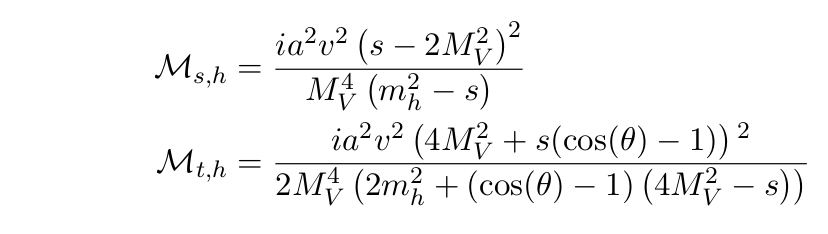 \mathcal{M}_{s,h} = \frac{ia^2v^2\left(s-2M_V^2\right)^2}{M_V^4\left(m_h^2-s\right)}
\mathcal{M}_{t,h} = \frac{ia^2v^2\left(4M_V^2+s(\cos(\theta)-1)\right)^2}{2M_V^4\left(2m_h^2+(\cos(\theta)-1)\left(4M_V^2-s\right)\right)}